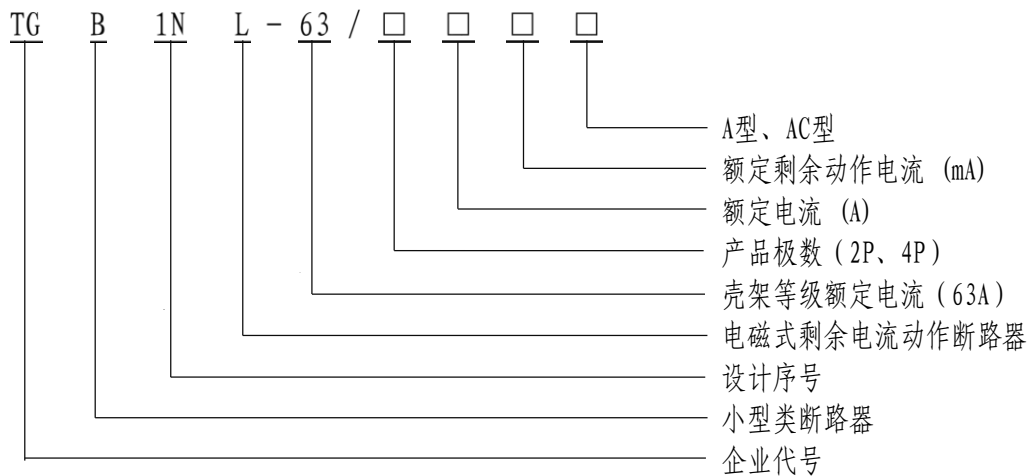 TG B 1N L - 63 / □ □ □ □
A型、AC型
额定剩余动作电流 (mA)
额定电流 (A)
产品极数（2P、4P）
壳架等级额定电流（63A）
电磁式剩余电流动作断路器
设计序号
小型类断路器
企业代号